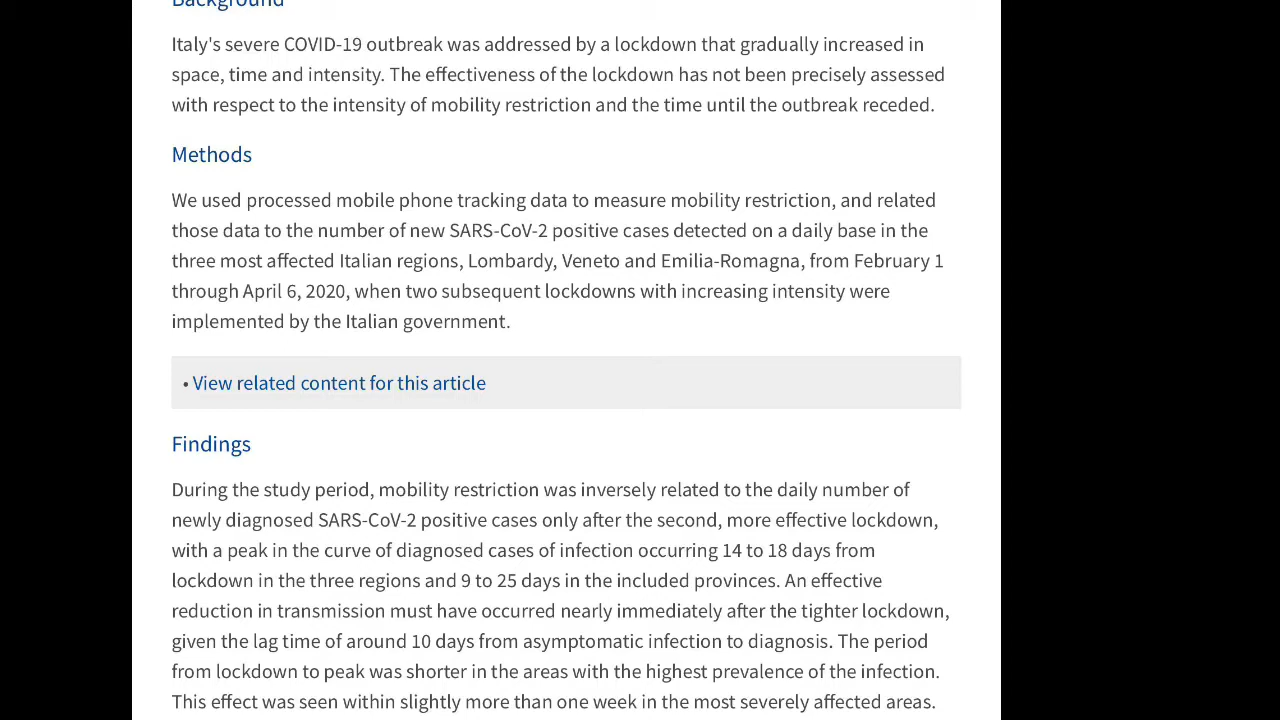 Background
Italy's severe COVID-19 outbreak was addressed by a lockdown that gradually increased in
space, time and intensity. The effectiveness of the lockdown has not been precisely assessed
with respect to the intensity of mobility restriction and the time until the outbreak receded.
Methods
We used processed mobile phone tracking data to measure mobility restriction, and related
those data to the number of new SARS-CoV-2 positive cases detected on a daily base in the
three most affected Italian regions, Lombardy, Veneto and Emilia-Romagna, from February 1
through April 6, 2020, when two subsequent lockdowns with increasing intensity were
implemented by the Italian government.
• View related content for this article
Findings
During the study period, mobility restriction was inversely related to the daily number of
newly diagnosed SARS-CoV-2 positive cases only after the second, more effective lockdown,
with a peak in the curve of diagnosed cases of infection occurring 14 to 18 days from
lockdown in the three regions and 9 to 25 days in the included provinces. An effective
reduction in transmission must have occurred nearly immediately after the tighter lockdown,
given the lag time of around 10 days from asymptomatic infection to diagnosis. The period
from lockdown to peak was shorter in the areas with the highest prevalence of the infection.
This effect was seen within slightly more than one week in the most severely affected areas.